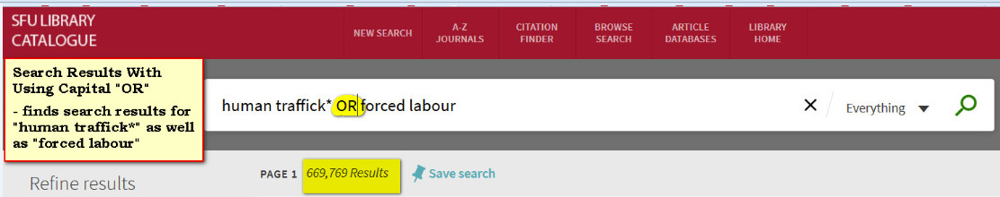 SFU LIBRARY
CATALOGUE
NEW SEARCH
A-Z
JOURNALS
CITATION
FINDER
BROWSE
SEARCH
ARTICLE
DATABASES
LIBRARY
HOME
Search Results With
Using Capital "OR"
- finds search results for
"human traffick*" as well
as "forced labour"
human traffick* OR forced labour
Everything
PAGE 1 669,769 Results Save search
Refine results